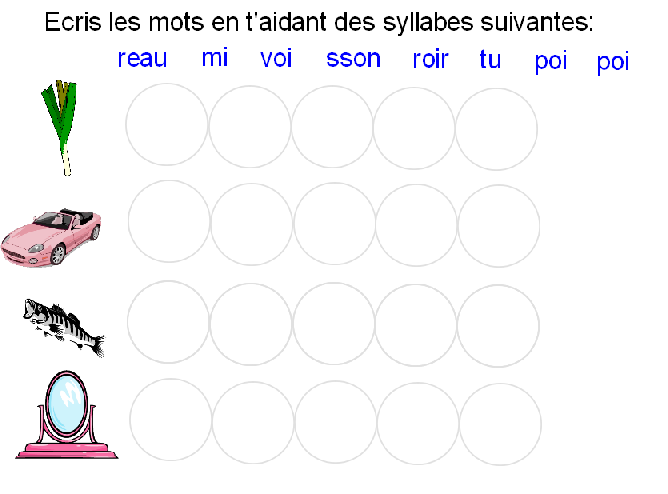 Ecris les mots en t'aidant des syllabes suivantes:
reau mi voi sson roir tu poi poi